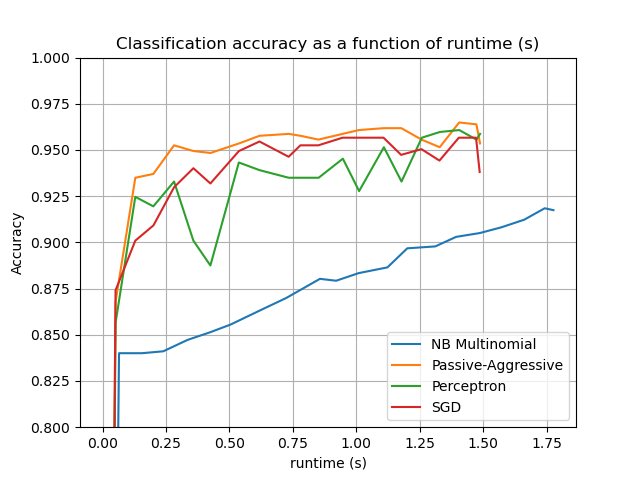 Classification accuracy as a function of runtime (s)
1.000
0.975
0.950
0.925
0.900
0.875
0.850
0.825
0.800
Accuracy
NB Multinomial
Passive-Aggressive
Perceptron
SGD
0.00 0.25 0.50 0.75 1.00 1.25 1.50 1.75
runtime (s)